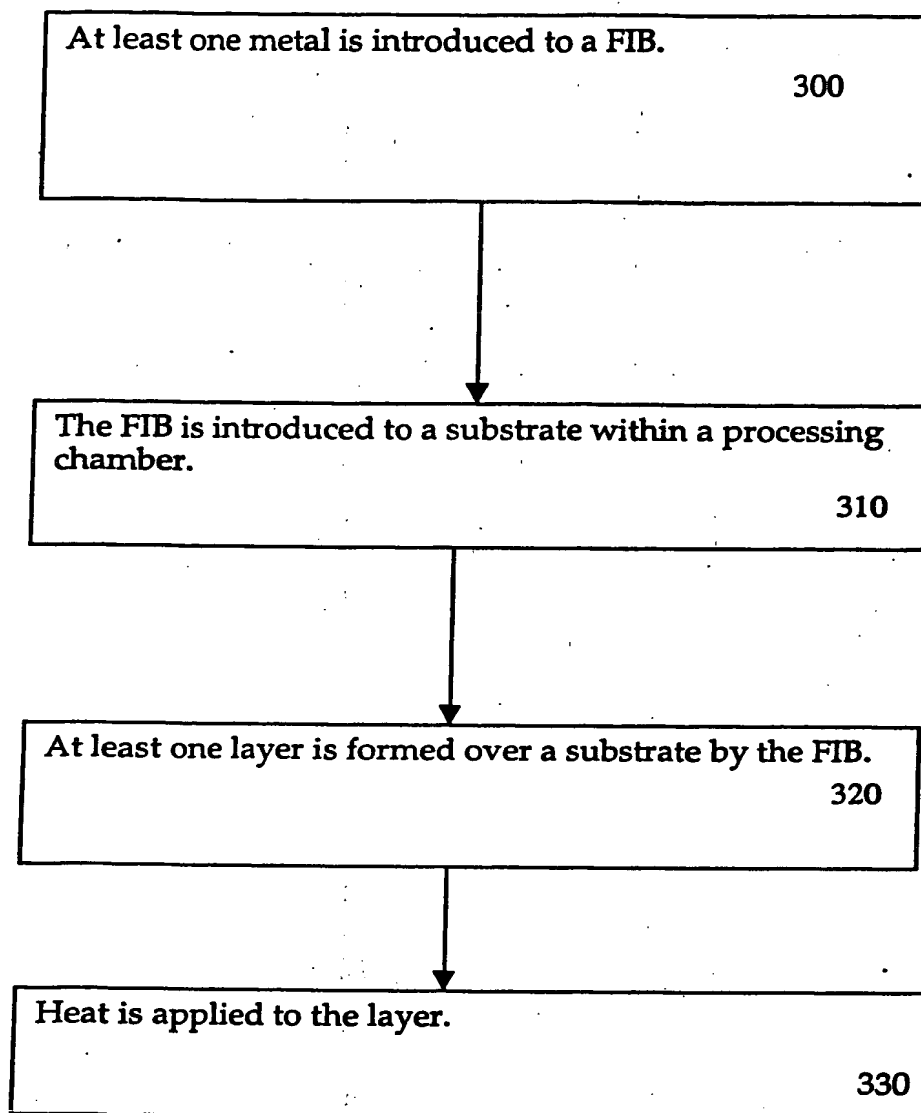 At least one metal is introduced to a FIB.
300
The FIB is introduced to a substrate within a processing
chamber.
310
At least one layer is formed over a substrate by the FIB.
320
Heat is applied to the layer.
330